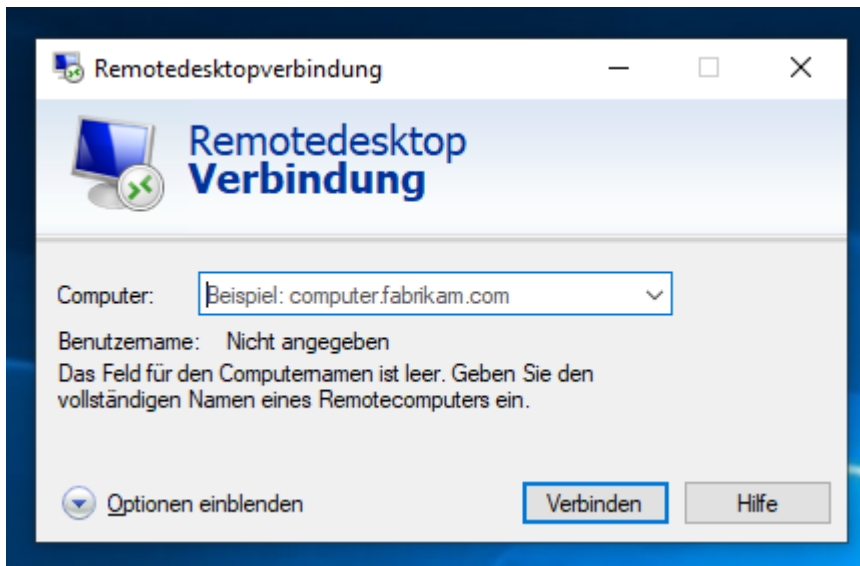 Remotedesktopverbindung
Remotedesktop
Verbindung
Computer: Beispiel: computer.fabrikam.com
Benutzername: Nicht angegeben
Das Feld für den Computernamen ist leer. Geben Sie den
vollständigen Namen eines Remotecomputers ein.
Optionen einblenden Verbinden Hilfe